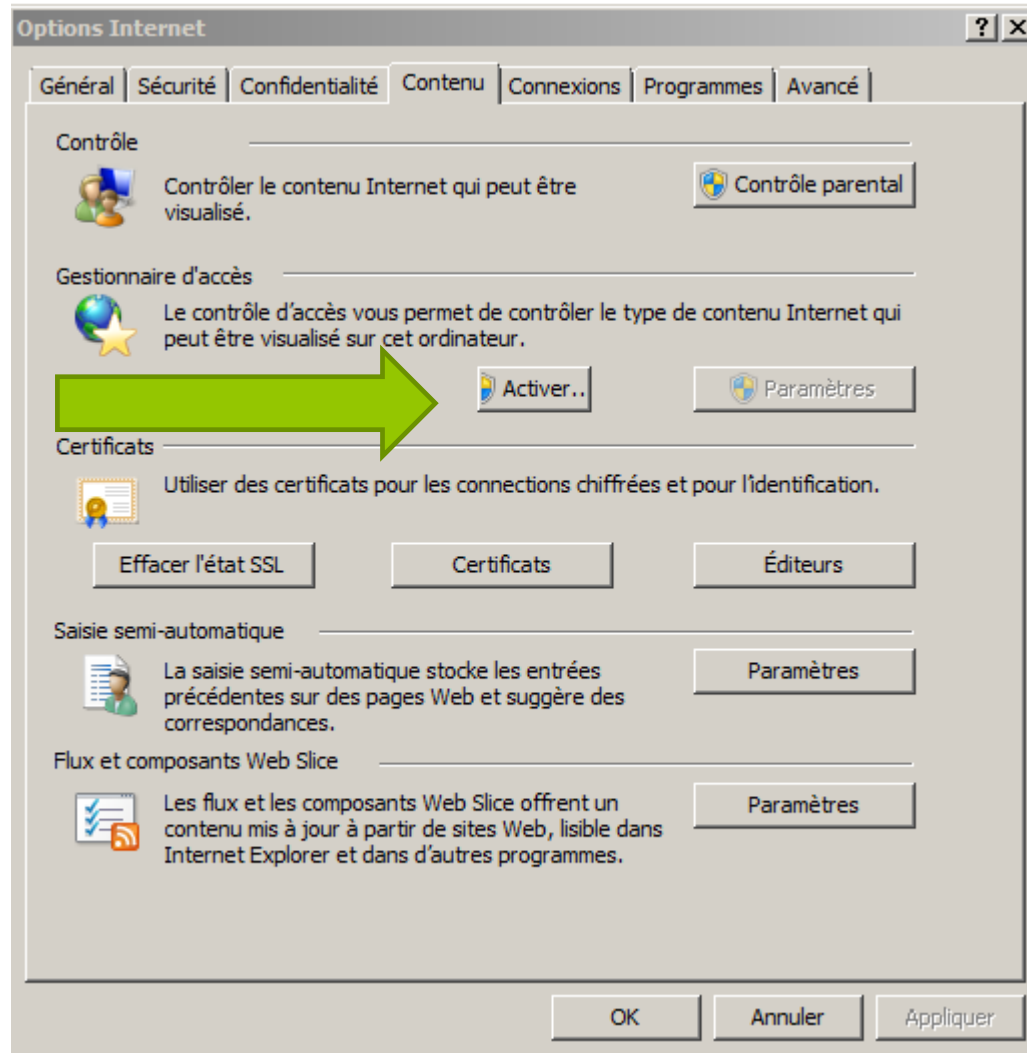 Options Internet
Général Sécurité Confidentialité Contenu Connexions Programmes Avancé
Contrôle
Contrôler le contenu Internet qui peut être
visualisé.
Contrôle parental
Gestionnaire d'accès
Le contrôle d'accès vous permet de contrôler le type de contenu Internet qui
peut être visualisé sur cet ordinateur.
Activer..
Paramètres
Certificats
Utiliser des certificats pour les connections chiffrées et pour l'identification.
Effacer l'état SSL
Certificats
Éditeurs
Saisie semi-automatique
La saisie semi-automatique stocke les entrées
précédentes sur des pages Web et suggère des
correspondances.
Paramètres
Flux et composants Web Slice
Les flux et les composants Web Slice offrent un
contenu mis à jour à partir de sites Web, lisible dans
Internet Explorer et dans d'autres programmes.
Paramètres
OK
Annuler
Appliquer